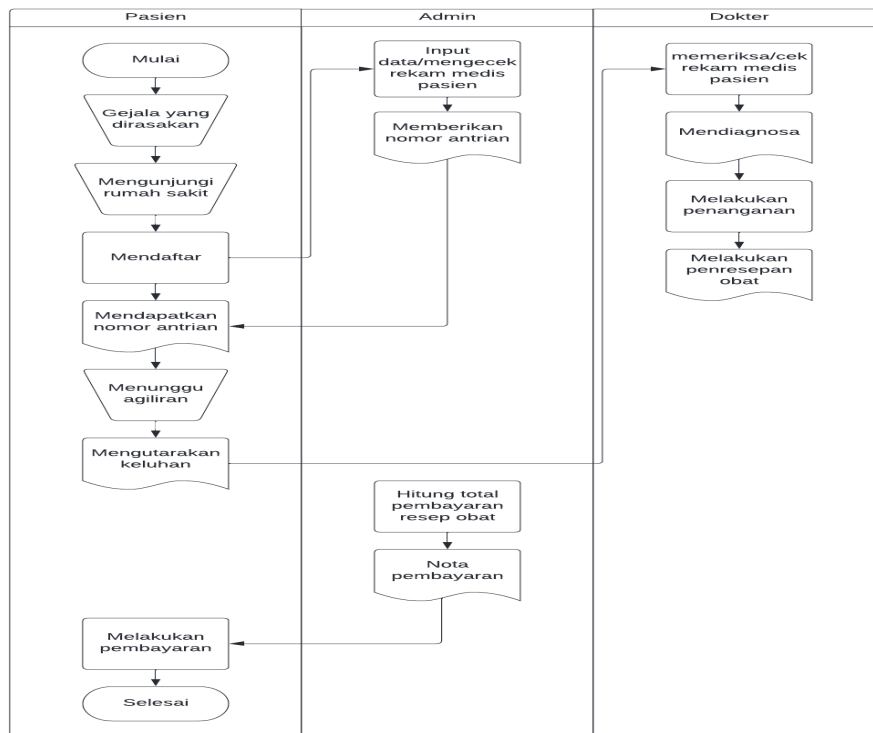 Pasien
Admin
Dokter
Mulai
Gejala yang
dirasakan
Mengunjungi
rumah sakit
Mendaftar
Mendapatkan
nomor antrian
Menunggu
agiliran
Mengutarakan
keluhan
Input
data/mengecek
rekam medis
pasien
Memberikan
nomor antrian
memeriksa/cek
rekam medis
pasien
Mendiagnosa
Melakukan
penanganan
Melakukan
penresepan
obat
Hitung total
pembayaran
resep obat
Nota
pembayaran
Melakukan
pembayaran
Selesai